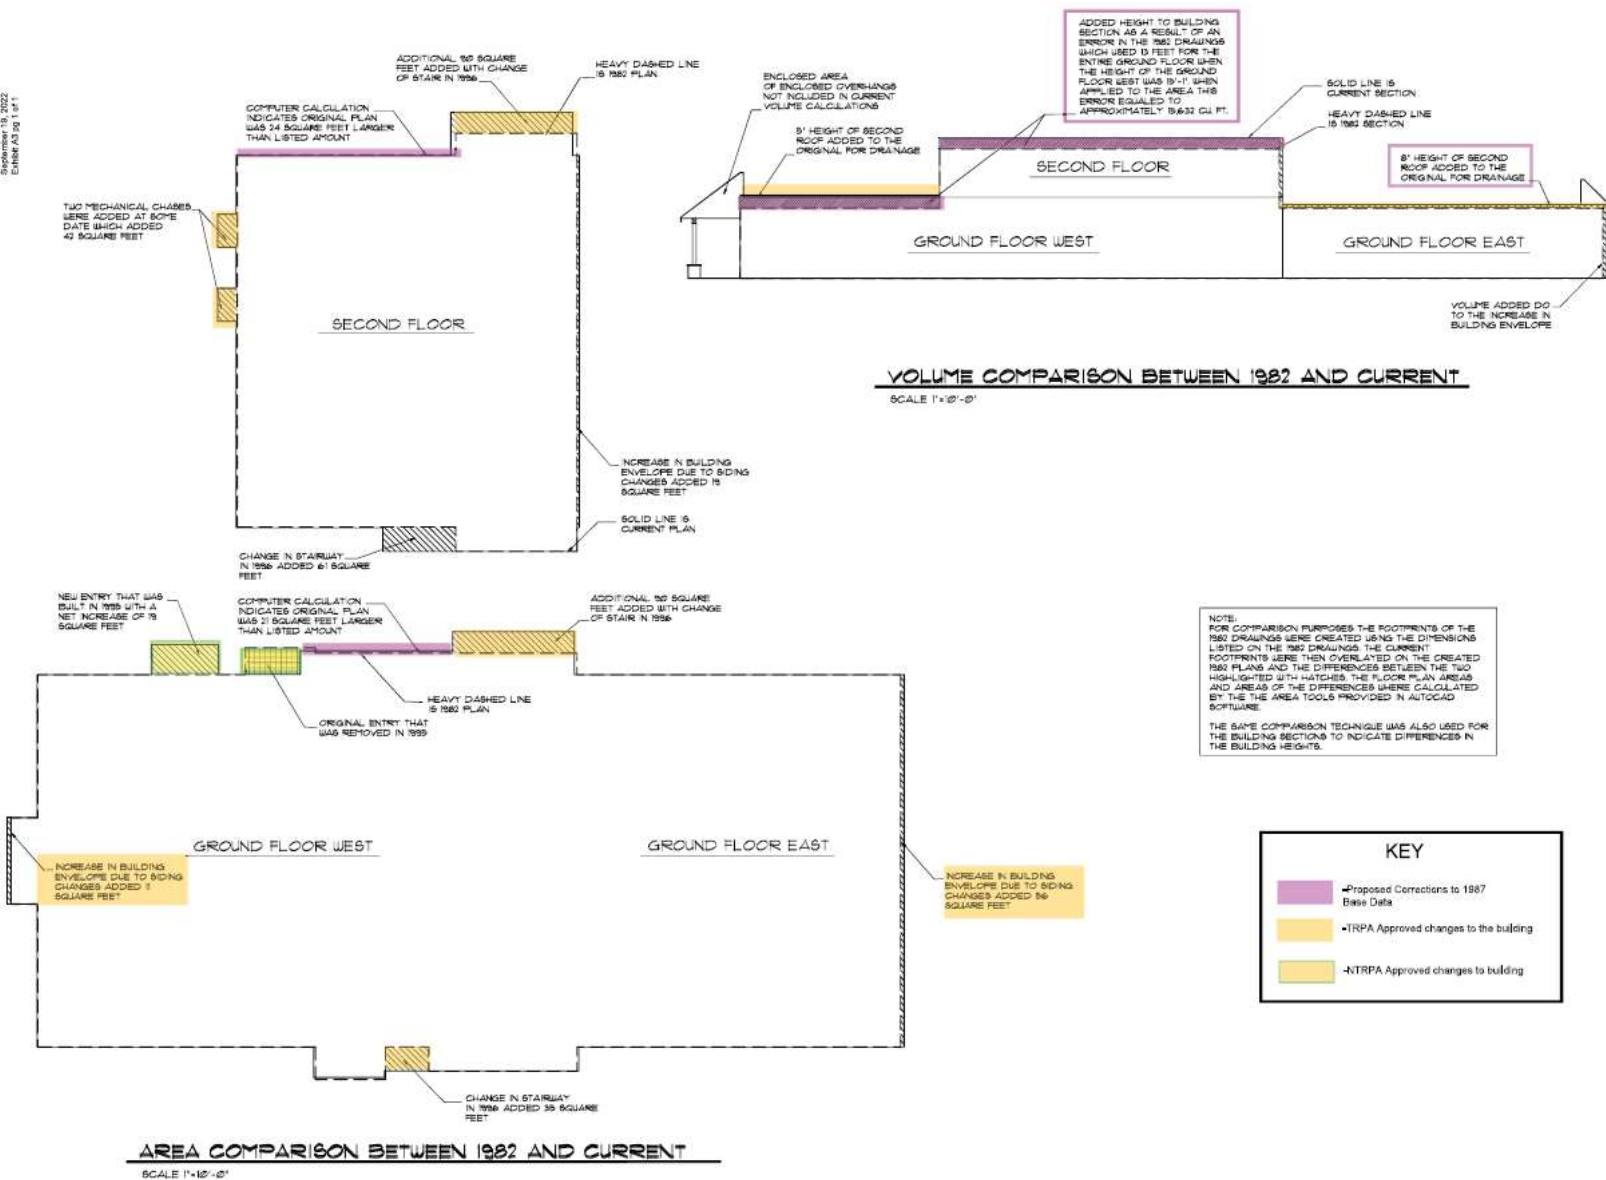 September 19, 2022
Exhibit A3 pg 1 of 1
ADDITIONAL 90 SQUARE
FEET ADDED WITH CHANGE
OF STAIR IN 1996
HEAVY DASHED LINE
IS 1982 PLAN
COMPUTER CALCULATION
INDICATES ORIGINAL PLAN
WAS 24 SQUARE FEET LARGER
THAN LISTED AMOUNT
TWO MECHANICAL CHASES
WERE ADDED AT SOME
DATE WHICH ADDED
42 SQUARE FEET
SECOND FLOOR
INCREASE IN BUILDING
ENVELOPE DUE TO SIDING
CHANGES ADDED 19
SQUARE FEET
SOLID LINE IS
CURRENT PLAN
CHANGE IN STAIRWAY
IN 1996 ADDED 61 SQUARE
FEET
ADDED HEIGHT TO BUILDING
SECTION AS A RESULT OF AN
ERROR IN THE 1982 DRAWINGS
WHICH USED 13 FEET FOR THE
ENTIRE GROUND FLOOR WHEN
THE HEIGHT OF THE GROUND
FLOOR WEST WAS 15'-1". WHEN
APPLIED TO THE AREA THIS
ERROR EQUALED TO
APPROXIMATELY CU. FT.
ENCLOSED AREA
OF ENCLOSED OVERHANGS
NOT INCLUDED IN CURRENT
VOLUME CALCULATIONS
HEIGHT OF SECOND
ROOF ADDED TO THE
ORIGINAL FOR DRAINAGE
SOLID LINE IS
CURRENT SECTION
HEAVY DASHED LINE
IS 1982 SECTION
8" HEIGHT OF SECOND
ROOF ADDED TO THE
ORIGINAL FOR DRAINAGE
SECOND FLOOR
GROUND FLOOR WEST
GROUND FLOOR EAST
VOLUME ADDED DO
TO THE INCREASE IN
BUILDING ENVELOPE
VOLUME COMPARISON BETWEEN 1982 AND CURRENT
SCALE 1"=10'-0"
NEW ENTRY THAT WAS
BUILT IN 1995 WITH A
NET INCREASE OF 19
SQUARE FEET
COMPUTER CALCULATION
INDICATES ORIGINAL PLAN
WAS 21 SQUARE FEET LARGER
THAN LISTED AMOUNT
ADDITIONAL 90 SQUARE
FEET ADDED WITH CHANGE
OF STAIR IN 1996
HEAVY DASHED LINE
IS 1982 PLAN
ORIGINAL ENTRY THAT
WAS REMOVED IN 1995
GROUND FLOOR WEST
GROUND FLOOR EAST
INCREASE IN BUILDING
ENVELOPE DUE TO SIDING
CHANGES ADDED 11
SQUARE FEET
INCREASE IN BUILDING
ENVELOPE DUE TO SIDING
CHANGES ADDED 56
SQUARE FEET
CHANGE IN STAIRWAY
IN 1996 ADDED 35 SQUARE
FEET
AREA COMPARISON BETWEEN 1982 AND CURRENT
SCALE 1"=10'-0"
NOTE:
FOR COMPARISON PURPOSES THE FOOTPRINTS OF THE
1982 DRAWINGS WERE CREATED USING THE DIMENSIONS
LISTED ON THE 1982 DRAWINGS. THE CURRENT
FOOTPRINTS WERE THEN OVERLAYED ON THE CREATED
1982 PLANS AND THE DIFFERENCES BETWEEN THE TWO
HIGHLIGHTED WITH HATCHES. THE FLOOR PLAN AREAS
AND AREAS OF THE DIFFERENCES WHERE CALCULATED
BY THE THE AREA TOOLS PROVIDED IN AUTOCAD
SOFTWARE.
THE SAME COMPARISON TECHNIQUE WAS ALSO USED FOR
THE BUILDING SECTIONS TO INDICATE DIFFERENCES IN
THE BUILDING HEIGHTS.
KEY
-Proposed Corrections to 1987
Base Data
-TRPA Approved changes to the building
-NTRPA Approved changes to building